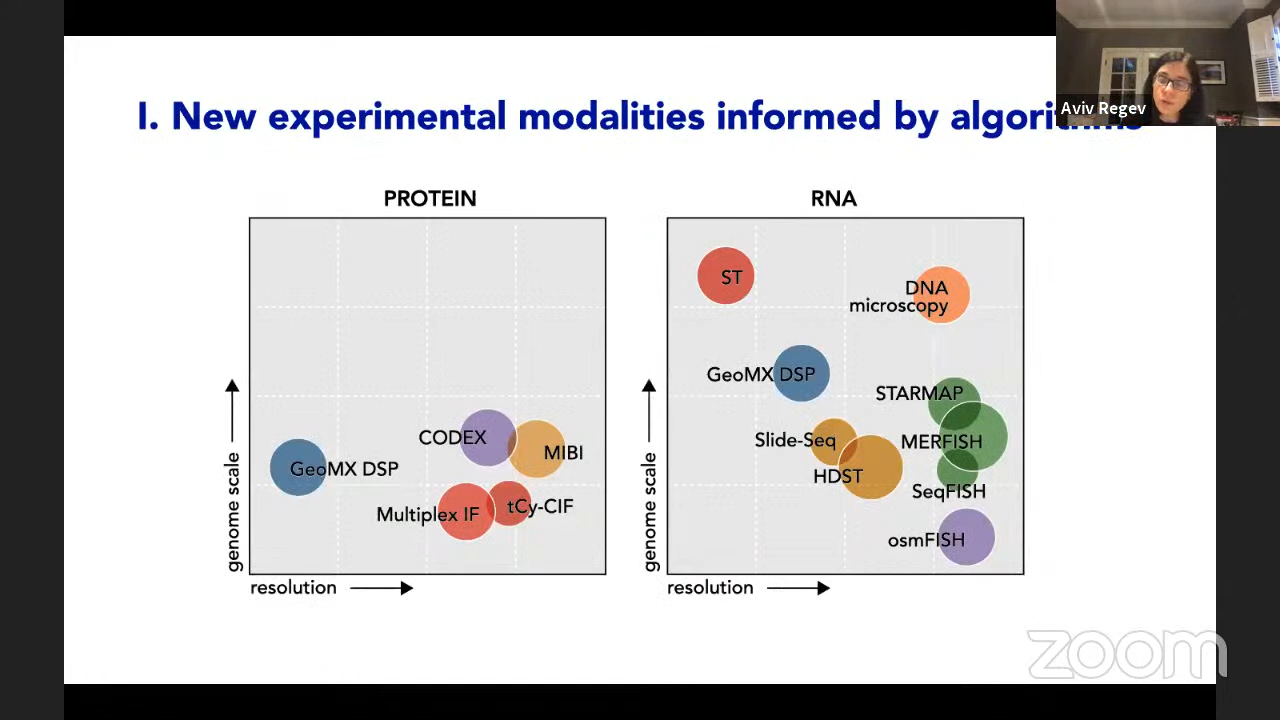 Aviv Regev
I. New experimental modalities informed by algorithms
PROTEIN
genome scale
CODEX
MIBI
GeoMX DSP
Multiplex IF
tCy-CIF
resolution
RNA
genome scale
ST
DNA
microscopy
GeoMX DSP
STARMAP
Slide-Seq
MERFISH
HDST
SeqFISH
osmFISH
resolution
zoom